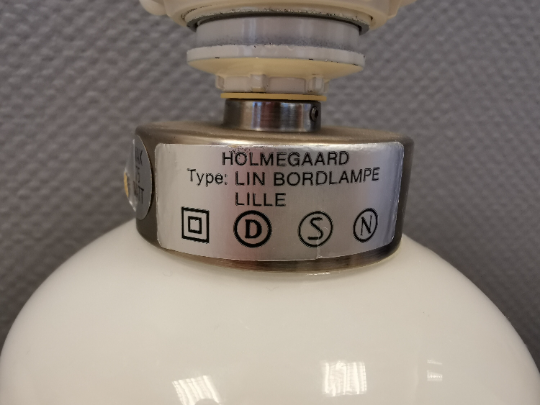 HOLMEGAARD
Type: LIN BORDLAMPE
LILLE
D S N